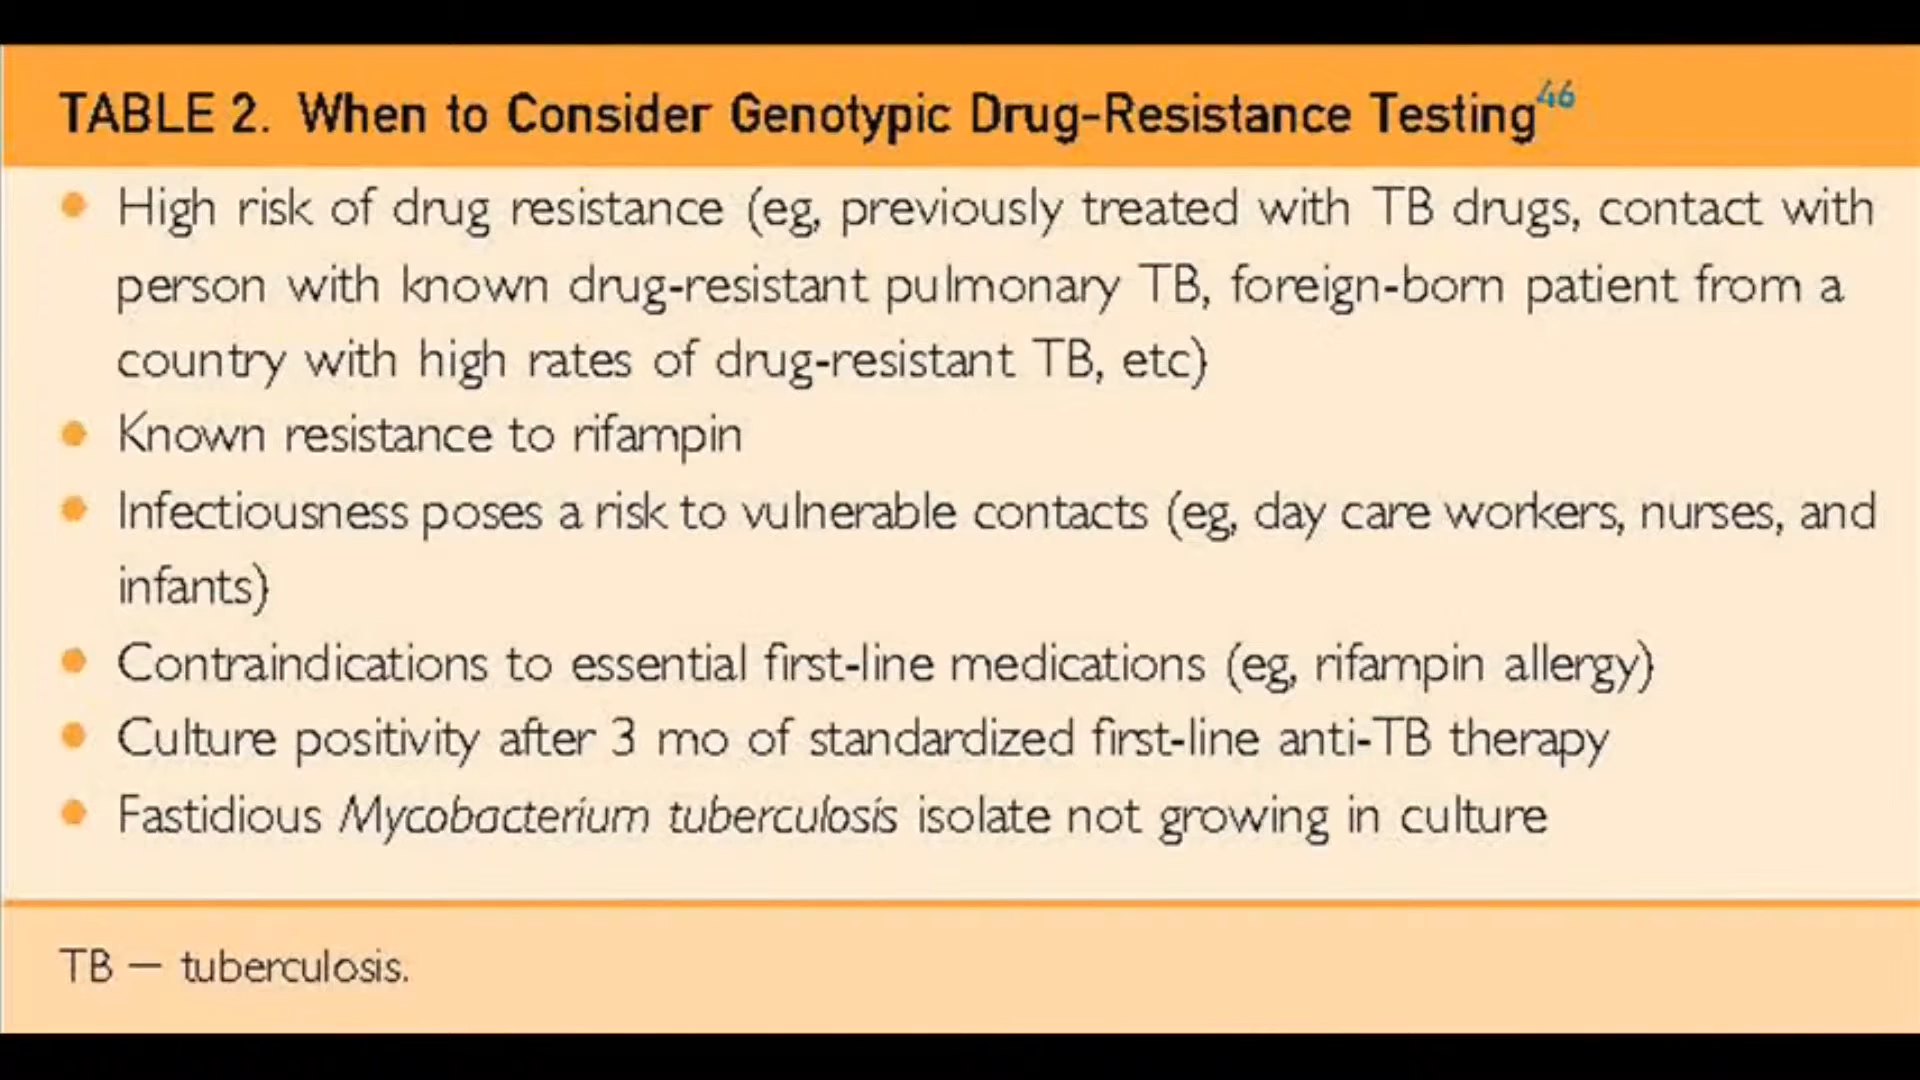 TABLE 2. When to Consider Genotypic Drug-Resistance Testing46
• High risk of drug resistance (eg, previously treated with TB drugs, contact with
person with known drug-resistant pulmonary TB, foreign-born patient from a
country with high rates of drug-resistant TB, etc)
• Known resistance to rifampin
• Infectiousness poses a risk to vulnerable contacts (eg, day care workers, nurses, and
infants)
• Contraindications to essential first-line medications (eg, rifampin allergy)
• Culture positivity after 3 mo of standardized first-line anti-TB therapy
• Fastidious Mycobacterium tuberculosis isolate not growing in culture
TB — tuberculosis.